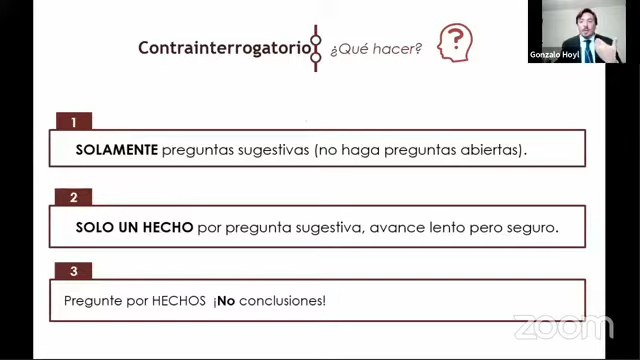 Contrainterrogatorio
¿Qué hacer?
?
Gonzalo Hoyl
1
SOLAMENTE preguntas sugestivas (no haga preguntas abiertas).
2
SOLO UN HECHO por pregunta sugestiva, avance lento pero seguro.
3
Pregunte por HECHOS ¡No conclusiones!
zoom